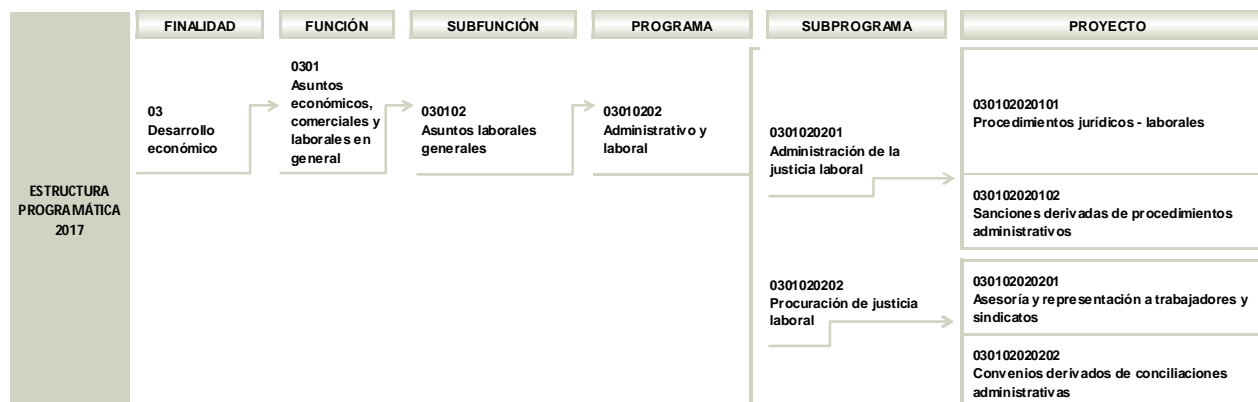 FINALIDAD
FUNCIÓN
SUBFUNCIÓN
PROGRAMA
SUBPROGRAMA
PROYECTO
ESTRUCTURA
PROGRAMÁTICA
2017
03
Desarrollo
económico
0301
Asuntos
económicos,
comerciales y
laborales en
general
030102
Asuntos laborales
generales
03010202
Administrativo y
laboral
0301020201
Administración de la
justicia laboral
030102020101
Procedimientos jurídicos - laborales
030102020102
Sanciones derivadas de procedimientos
administrativos
0301020202
Procuración de justicia
laboral
030102020201
Asesoría y representación a trabajadores y
sindicatos
030102020202
Convenios derivados de conciliaciones
administrativas